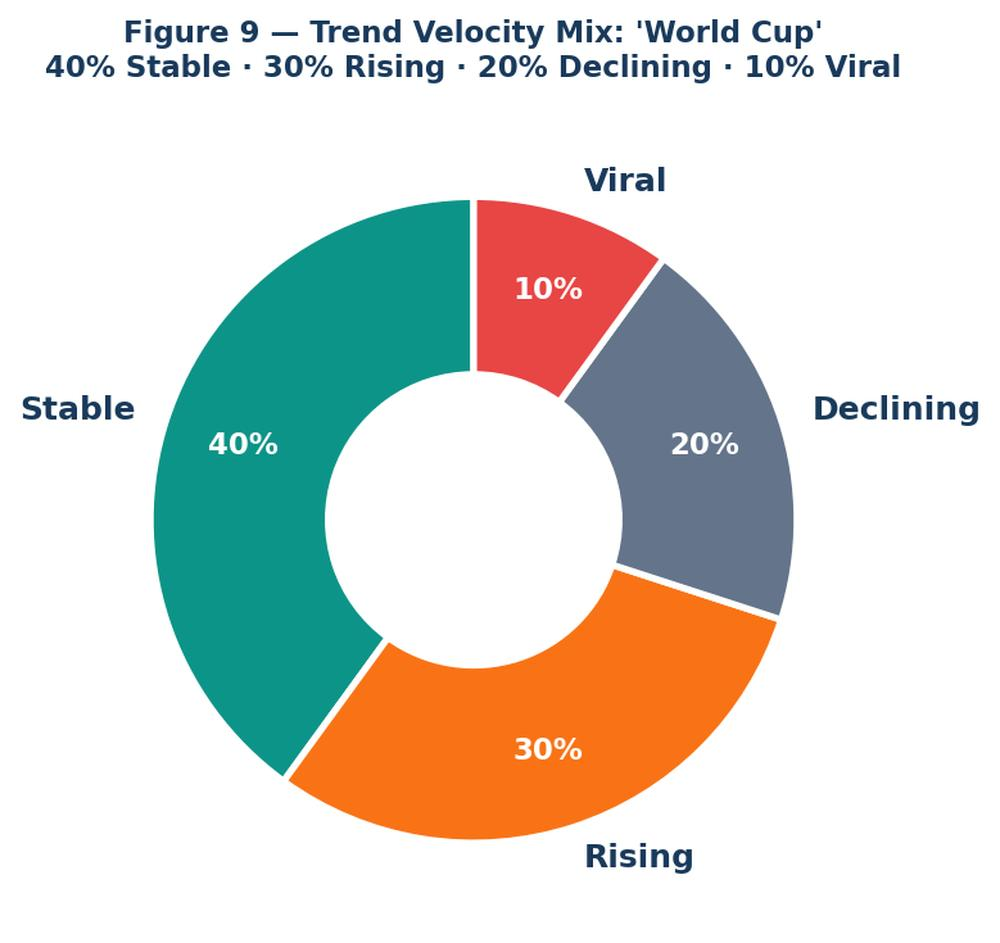 Figure 9 — Trend Velocity Mix: 'World Cup'
40% Stable · 30% Rising · 20% Declining · 10% Viral
Viral
10%
Stable
Declining
40%
20%
30%
Rising